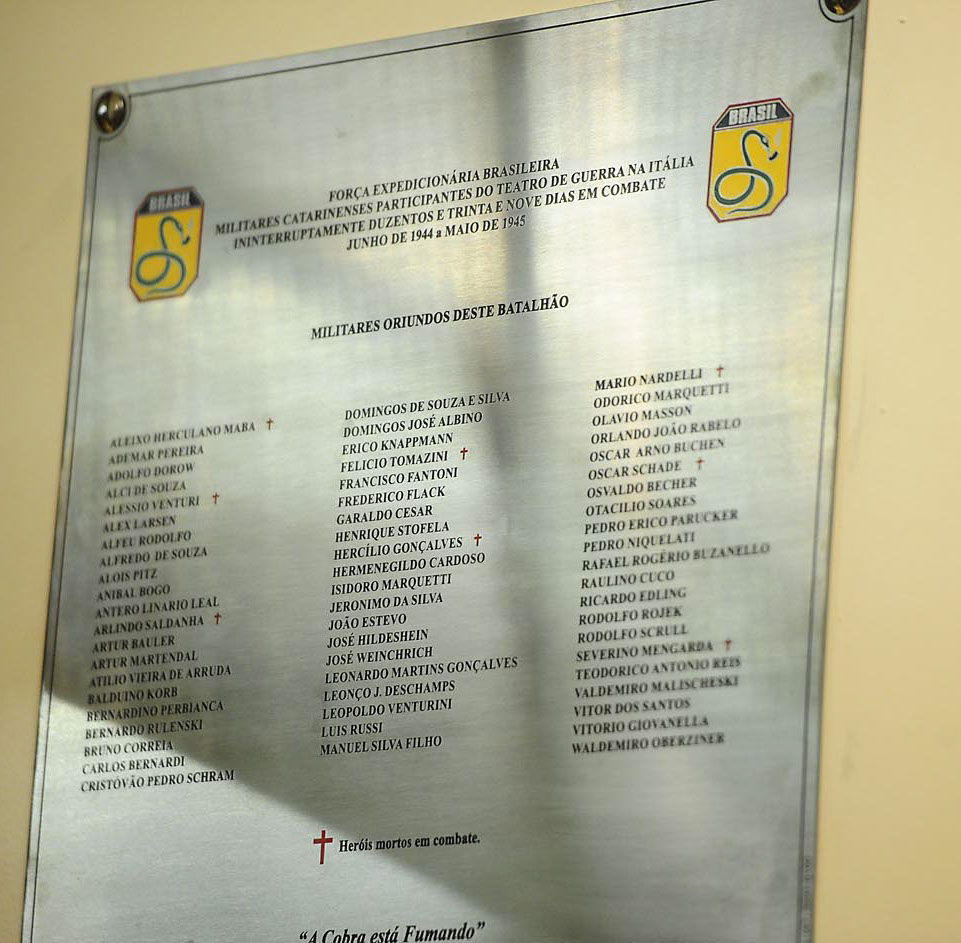 BRASIL
BRASIL
FORÇA EXPEDICIONÁRIA BRASILEIRA
MILITARES CATARINENSES PARTICIPANTES DO TEATRO DE GUERRA NA ITÁLIA
ININTERRUPTAMENTE DUZENTOS E TRINTA E NOVE DIAS EM COMBATE
JUNHO DE 1944 a MAIO DE 1945
MILITARES ORIUNDOS DESTE BATALHÃO
ALEIXO HERCULANO MABA ✝
ADEMAR PEREIRA
ADOLFO DOROW
ALCI DE SOUZA
ALESSIO VENTURI ✝
ALEX LARSEN
ALFEU RODOLFO
ALFREDO DE SOUZA
ALOIS PITZ
ANIBAL BOGO
ANTERO LINARIO LEAL
ARLINDO SALDANHA ✝
ARTUR BAULER
ARTUR MARTENDAL
ATILIO VIEIRA DE ARRUDA
BALDUINO KORB
BERNARDINO PERBIANCA
BERNARDO RULENSKI
BRUNO CORREIA
CARLOS BERNARDI
CRISTÓVÃO PEDRO SCHRAM
DOMINGOS DE SOUZA E SILVA
DOMINGOS JOSÉ ALBINO
ERICO KNAPPMANN
FELICIO TOMAZINI ✝
FRANCISCO FANTONI
FREDERICO FLACK
GARALDO CESAR
HENRIQUE STOFELA
HERCÍLIO GONÇALVES ✝
HERMENEGILDO CARDOSO
ISIDORO MARQUETTI
JERONIMO DA SILVA
JOÃO ESTEVO
JOSÉ HILDESHEIN
JOSÉ WEINCHRICH
LEONARDO MARTINS GONÇALVES
LEONÇO J. DESCHAMPS
LEOPOLDO VENTURINI
LUIS RUSSI
MANUEL SILVA FILHO
MARIO NARDELLI ✝
ODORICO MARQUETTI
OLAVIO MASSON
ORLANDO JOÃO RABELO
OSCAR ARNO BUCHEN
OSCAR SCHADE ✝
OSVALDO BECHER
OTACILIO SOARES
PEDRO ERICO PARUCKER
PEDRO NIQUELATI
RAFAEL ROGÉRIO BUZANELLO
RAULINO CUCO
RICARDO EDLING
RODOLFO ROJEK
RODOLFO SCRULL
SEVERINO MENGARDA ✝
TEODORICO ANTONIO REIS
VALDEMIRO MALISCHESKI
VITOR DOS SANTOS
VITORIO GIOVANELLA
WALDEMIRO OBERZINER
✝ Heróis mortos em combate.
“A Cobra está Fumando”